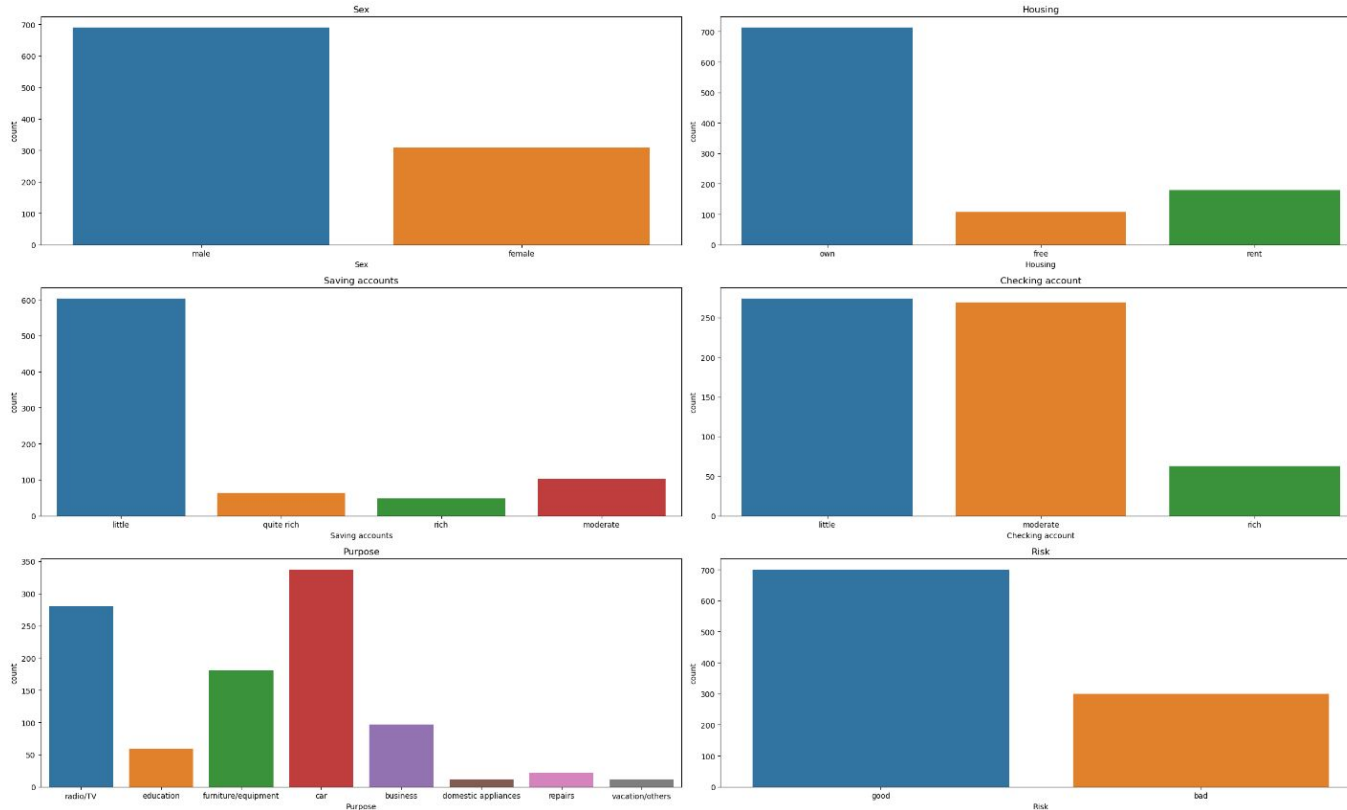 Sex
700
600
500
400
300
200
100
0
count
male female
Sex
Housing
700
600
500
400
300
200
100
0
count
own free rent
Housing
Saving accounts
600
500
400
300
200
100
0
count
little quite rich rich moderate
Saving accounts
Checking account
250
200
150
100
50
0
count
little moderate rich
Checking account
Purpose
350
300
250
200
150
100
50
0
count
radio/TV education furniture/equipment car business domestic appliances repairs vacation/others
Purpose
Risk
700
600
500
400
300
200
100
0
count
good bad
Risk